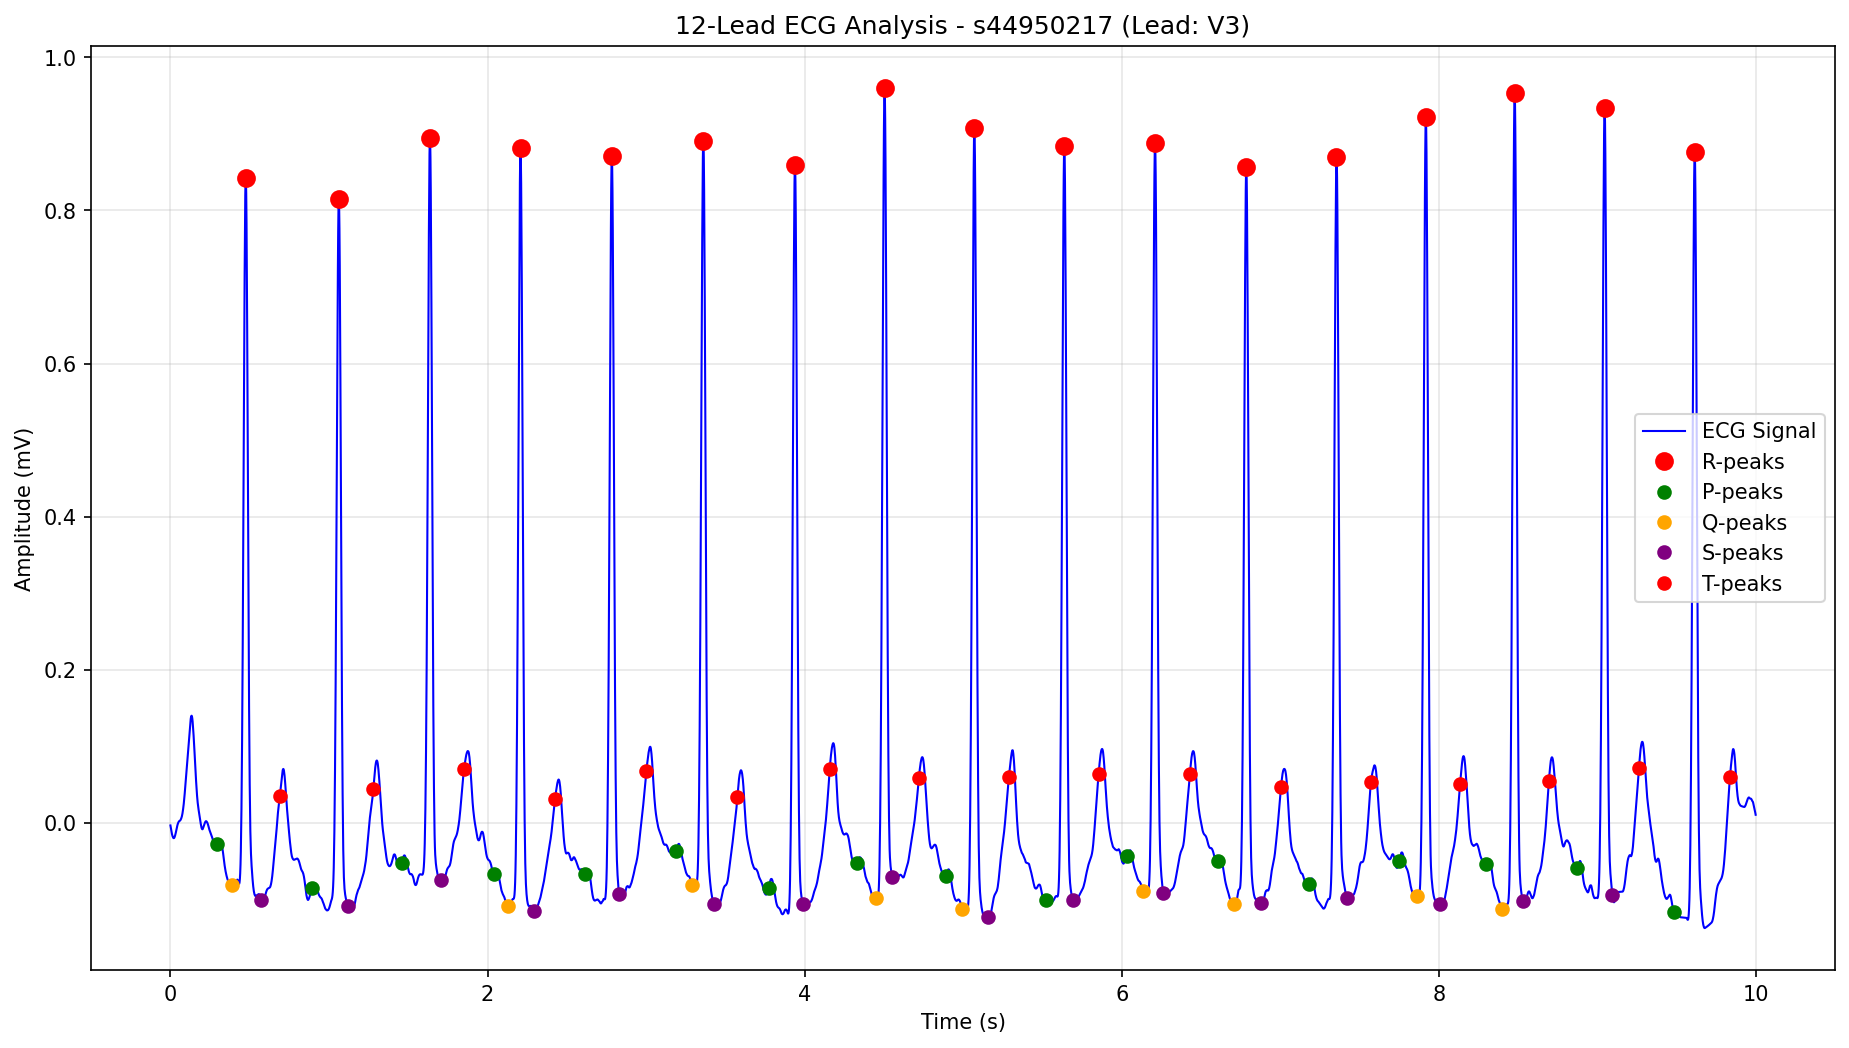 12-Lead ECG Analysis - s44950217 (Lead: V3)
1.0
0.8
0.6
0.4
0.2
0.0
Amplitude (mV)
ECG Signal
R-peaks
P-peaks
Q-peaks
S-peaks
T-peaks
0 2 4 6 8 10
Time (s)